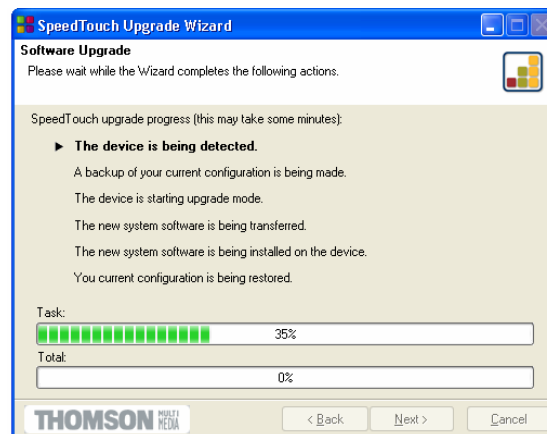 SpeedTouch Upgrade Wizard
Software Upgrade
Please wait while the Wizard completes the following actions.
SpeedTouch upgrade progress (this may take some minutes):
The device is being detected.
A backup of your current configuration is being made.
The device is starting upgrade mode.
The new system software is being transferred.
The new system software is being installed on the device.
You current configuration is being restored.
Task:
35%
Total:
0%
THOMSON MULTI MEDIA
< Back Next > Cancel